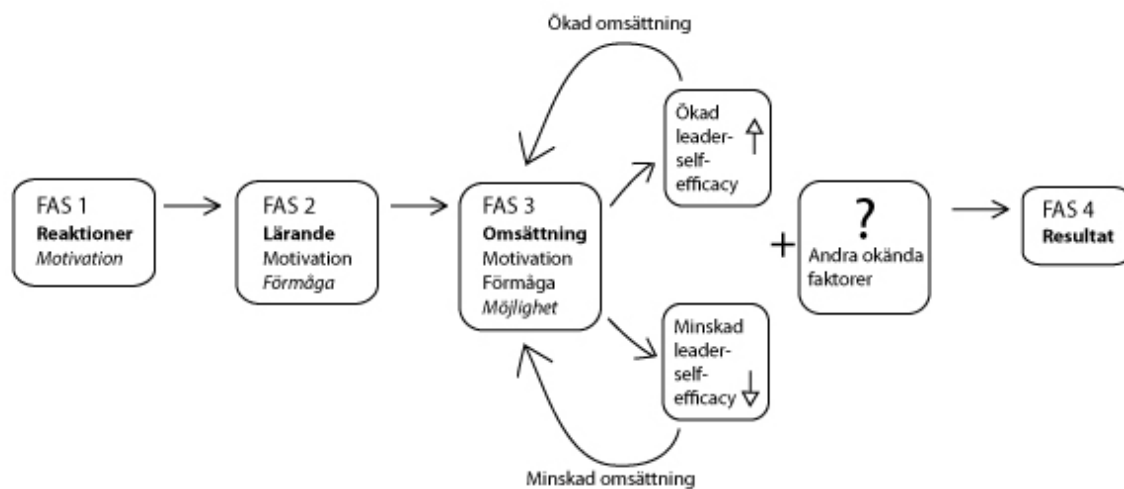 Ökad omsättning
FAS 1
Reaktioner
Motivation
FAS 2
Lärande
Motivation
Förmåga
FAS 3
Omsättning
Motivation
Förmåga
Möjlighet
Ökad
leader-
self-
efficacy
Minskad
leader-
self-
efficacy
+
?
Andra okända
faktorer
FAS 4
Resultat
Minskad omsättning